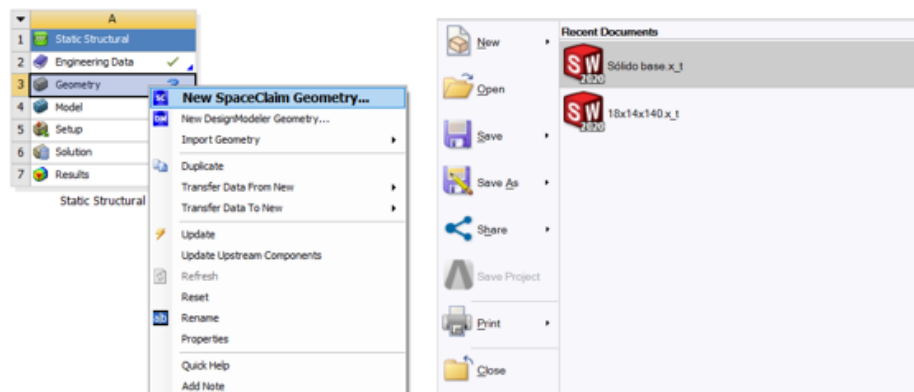 A
1 Static Structural
2 Engineering Data
3 Geometry
4 Model
5 Setup
6 Solution
7 Results
Static Structural
SC New SpaceClaim Geometry...
DM New DesignModeler Geometry...
Import Geometry
Duplicate
Transfer Data From New
Transfer Data To New
Update
Update Upstream Components
Refresh
Reset
ab Rename
Properties
Quick Help
Add Note
New
Open
Save
Save As
Share
Save Project
Print
Close
Recent Documents
SW 2020 Sólido base.x_t
SW 2020 18x14x140.x_t